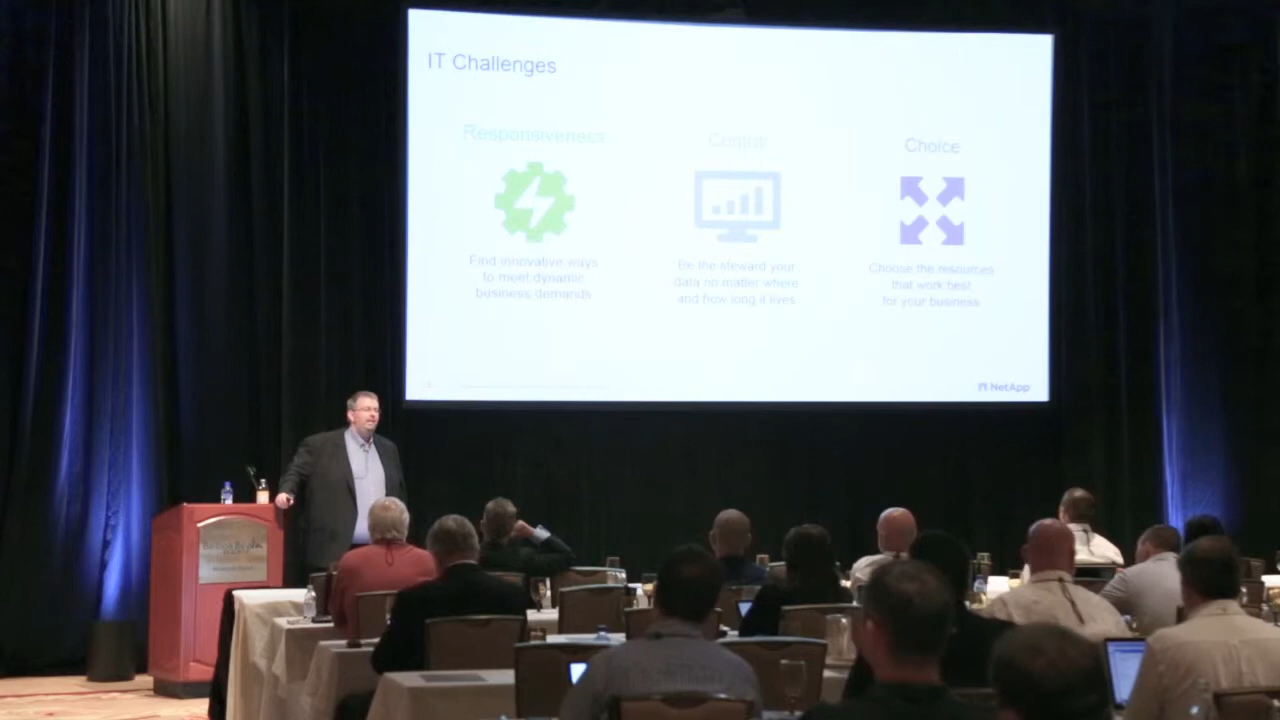 IT Challenges
Responsiveness
Control
Choice
Find innovative ways
to meet dynamic
business demands
Be the steward your
data no matter where
and how long it lives
Choose the resources
that work best
for your business
NetApp